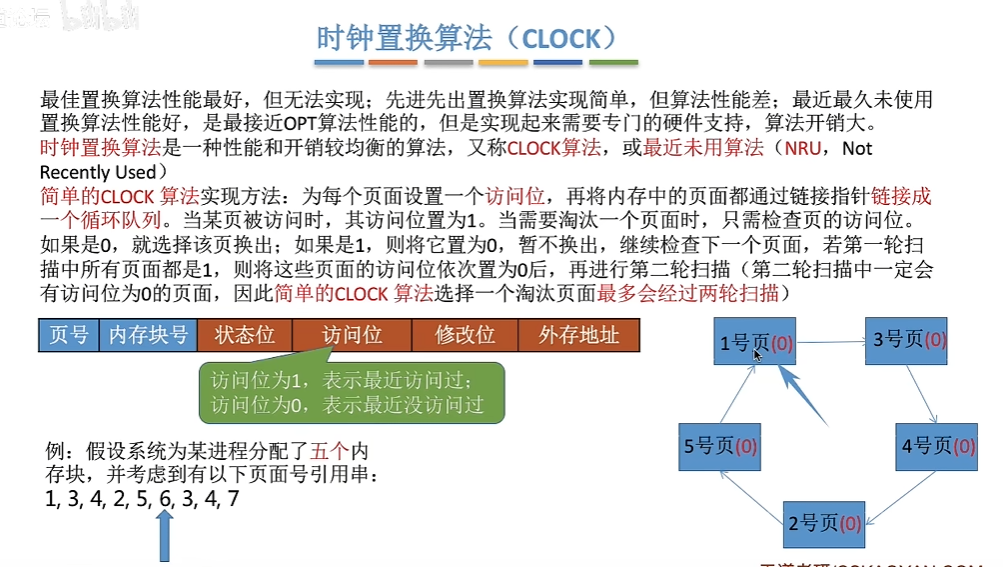 时钟置换算法（CLOCK）
最佳置换算法性能最好，但无法实现；先进先出置换算法实现简单，但算法性能差；最近最久未使用
置换算法性能好，是最接近OPT算法性能的，但是实现起来需要专门的硬件支持，算法开销大。
时钟置换算法是一种性能和开销较均衡的算法，又称CLOCK算法，或最近未用算法（NRU，Not
Recently Used）
简单的CLOCK 算法实现方法：为每个页面设置一个访问位，再将内存中的页面都通过链接指针链接成
一个循环队列。当某页被访问时，其访问位置为1。当需要淘汰一个页面时，只需检查页的访问位。
如果是0，就选择该页换出；如果是1，则将它置为0，暂不换出，继续检查下一个页面，若第一轮扫
描中所有页面都是1，则将这些页面的访问位依次置为0后，再进行第二轮扫描（第二轮扫描中一定会
有访问位为0的页面，因此简单的CLOCK 算法选择一个淘汰页面最多会经过两轮扫描）
页号 内存块号 状态位 访问位 修改位 外存地址
访问位为1，表示最近访问过；
访问位为0，表示最近没访问过
例：假设系统为某进程分配了五个内
存块，并考虑到有以下页面号引用串：
1, 3, 4, 2, 5, 6, 3, 4, 7
1号页(0)
3号页(0)
5号页(0)
4号页(0)
2号页(0)